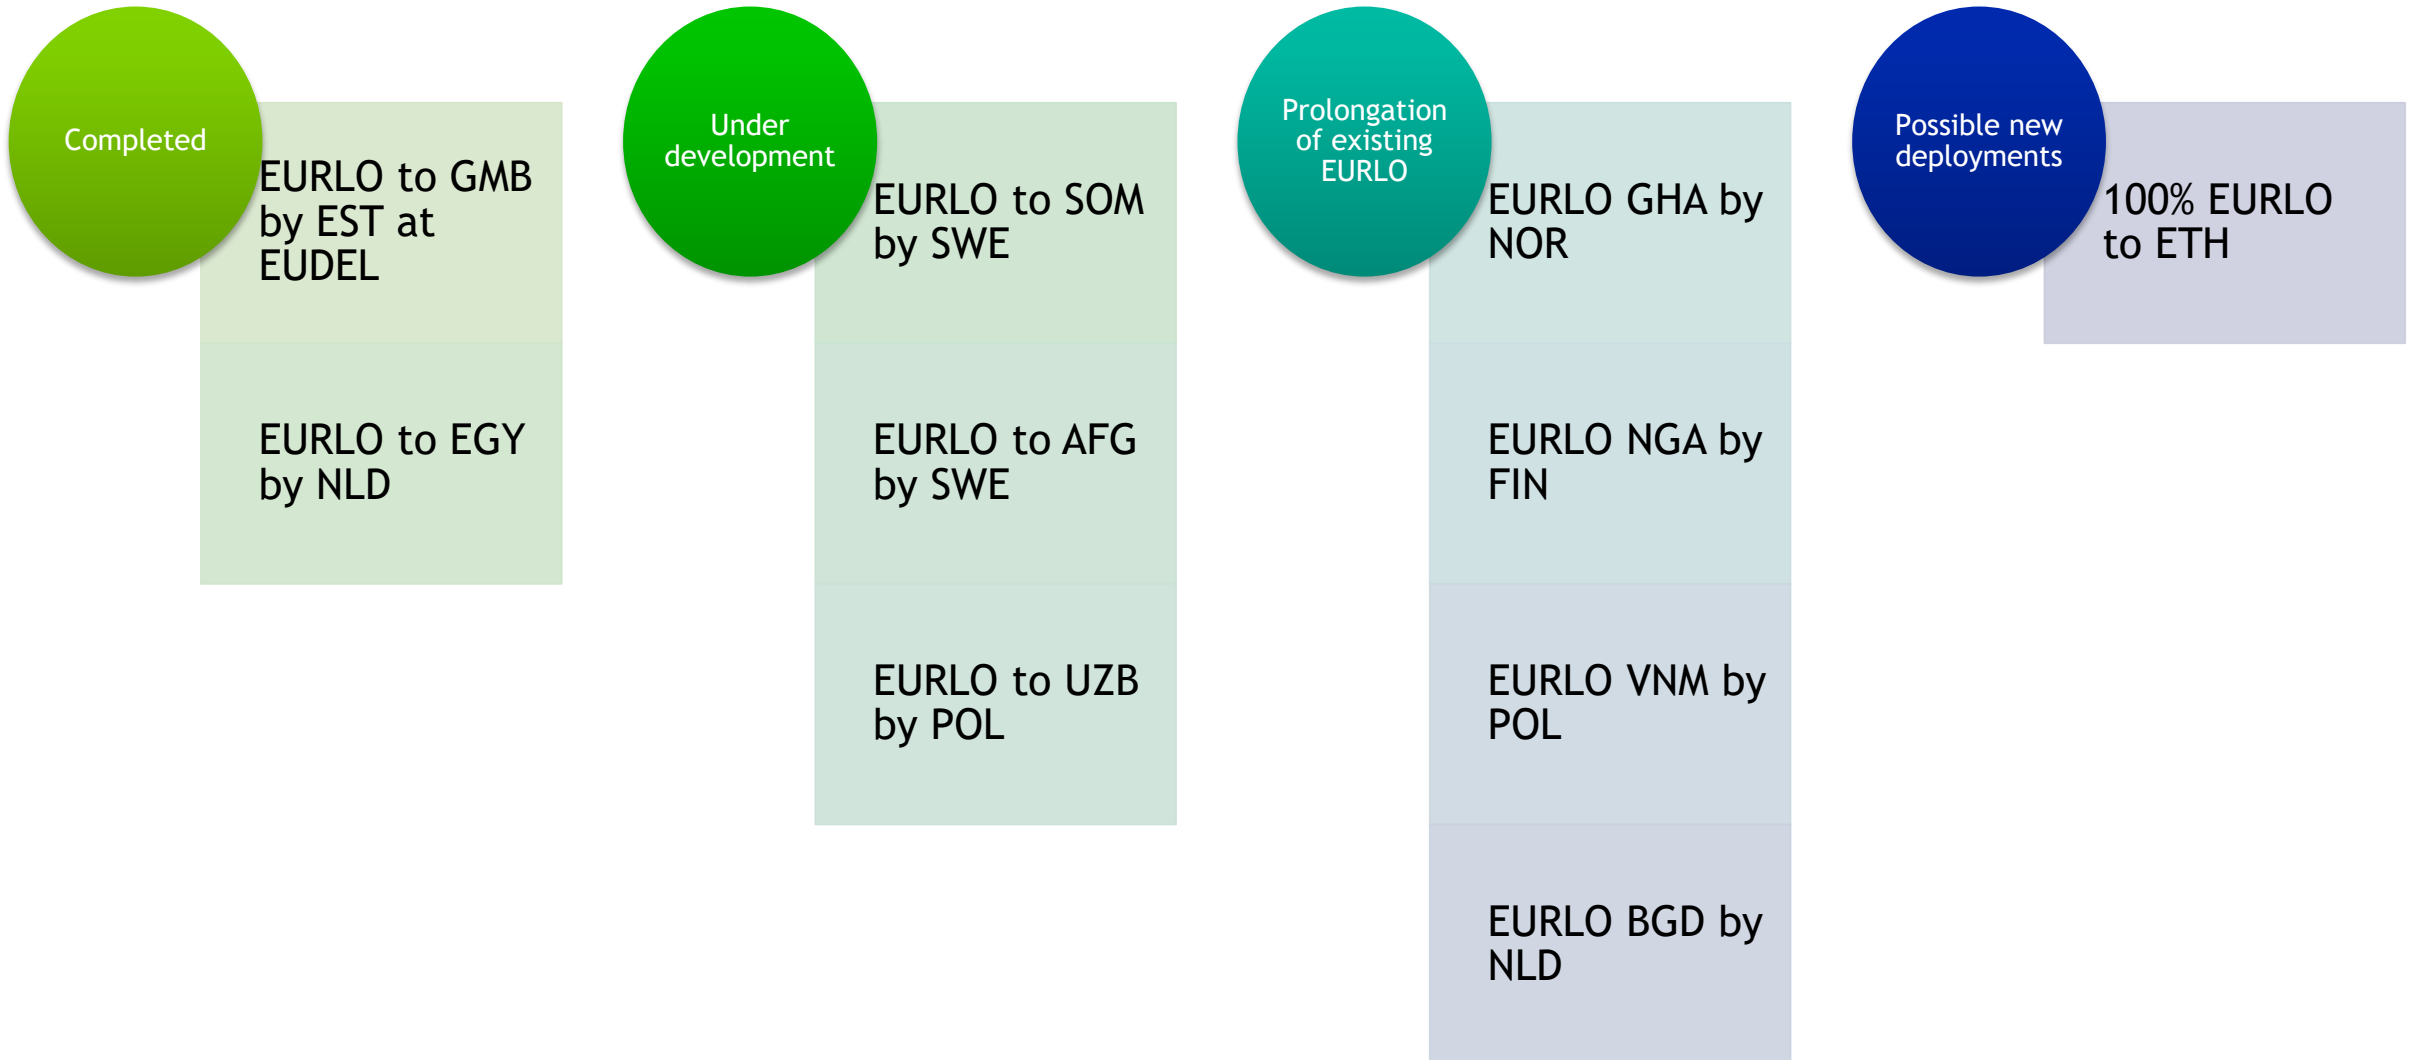 Completed
EURLO to GMB
by EST at
EUDEL
EURLO to EGY
by NLD
Under
development
EURLO to SOM
by SWE
EURLO to AFG
by SWE
EURLO to UZB
by POL
Prolongation
of existing
EURLO
EURLO GHA by
NOR
EURLO NGA by
FIN
EURLO VNM by
POL
EURLO BGD by
NLD
Possible new
deployments
100% EURLO
to ETH